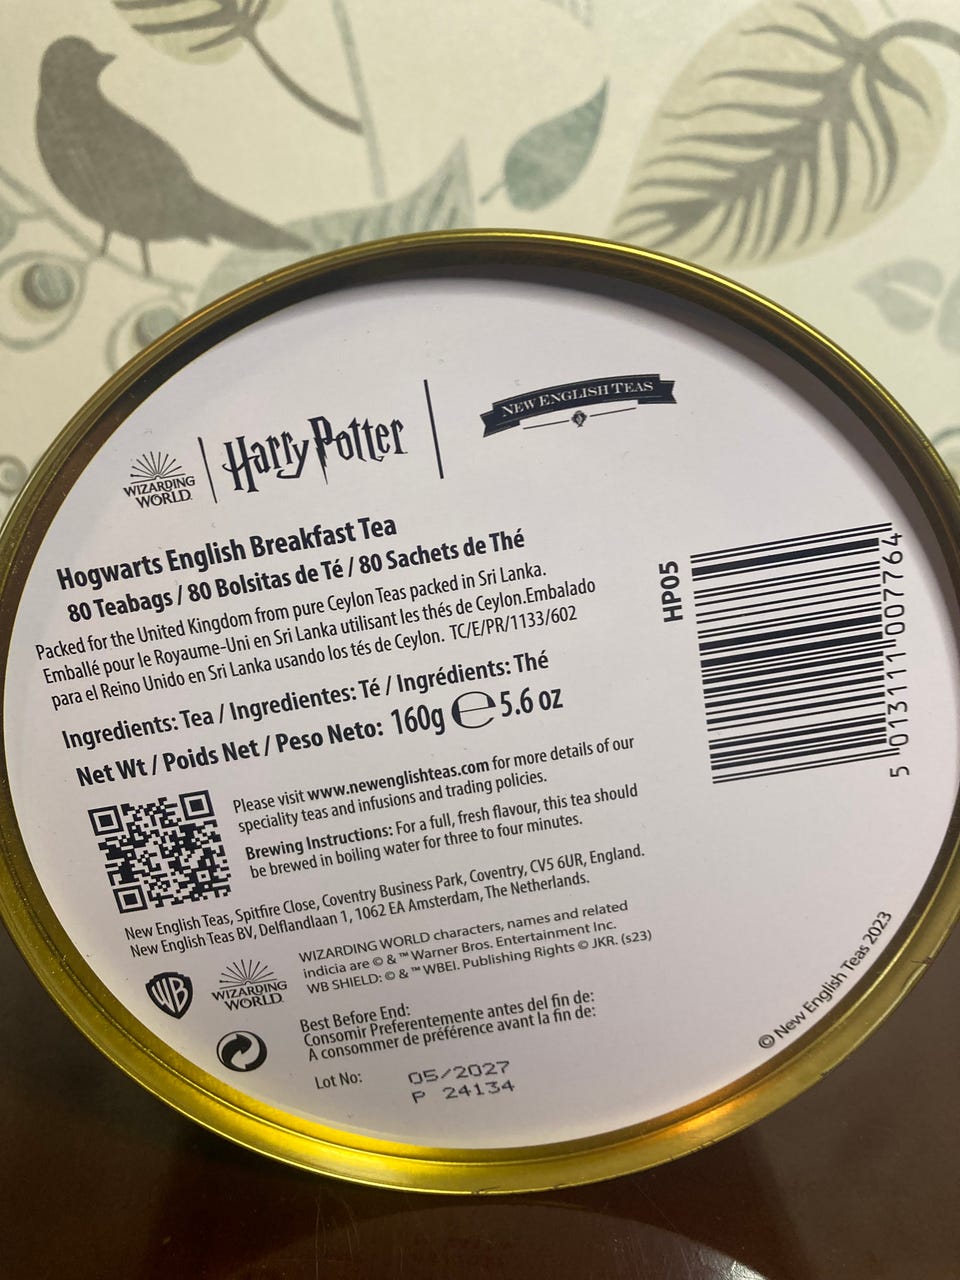 WIZARDING
WORLD
Harry Potter
NEW ENGLISH TEAS
Hogwarts English Breakfast Tea
80 Teabags / 80 Bolsitas de Té / 80 Sachets de Thé
Packed for the United Kingdom from pure Ceylon Teas packed in Sri Lanka.
Emballé pour le Royaume-Uni en Sri Lanka utilisant les thés de Ceylon.Embalado
para el Reino Unido en Sri Lanka usando los tés de Ceylon. TC/E/PR/1133/602
Ingredients: Tea / Ingredientes: Té / Ingrédients: Thé
Net Wt / Poids Net / Peso Neto: 160g ℮ 5.6 oz
HP05
5 013111 007764
Please visit www.newenglishteas.com for more details of our
speciality teas and infusions and trading policies.
Brewing Instructions: For a full, fresh flavour, this tea should
be brewed in boiling water for three to four minutes.
New English Teas, Spitfire Close, Coventry Business Park, Coventry, CV5 6UR, England.
New English Teas BV, Delflandlaan 1, 1062 EA Amsterdam, The Netherlands.
WB
WIZARDING
WORLD
WIZARDING WORLD characters, names and related
indicia are © & ™ Warner Bros. Entertainment Inc.
WB SHIELD: © & ™ WBEI. Publishing Rights © JKR. (s23)
Best Before End:
Consomir Preferentemente antes del fin de:
A consommer de préférence avant la fin de:
Lot No:
05/2027
P 24134
© New English Teas 2023